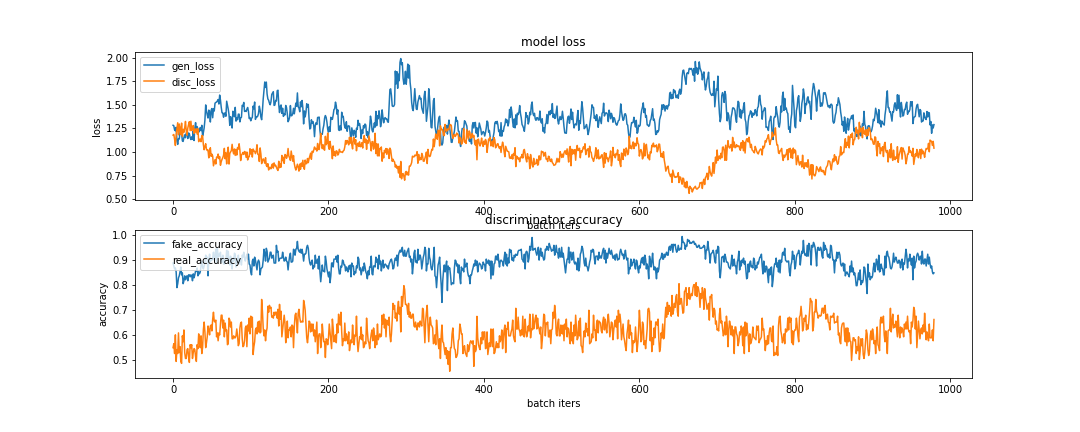 model loss
2.00
1.75
1.50
1.25
1.00
0.75
0.50
loss
gen_loss
disc_loss
0
200
400
600
800
1000
batch iters
discriminator accuracy
1.0
0.9
0.8
0.7
0.6
0.5
accuracy
fake_accuracy
real_accuracy
0
200
400
600
800
1000
batch iters